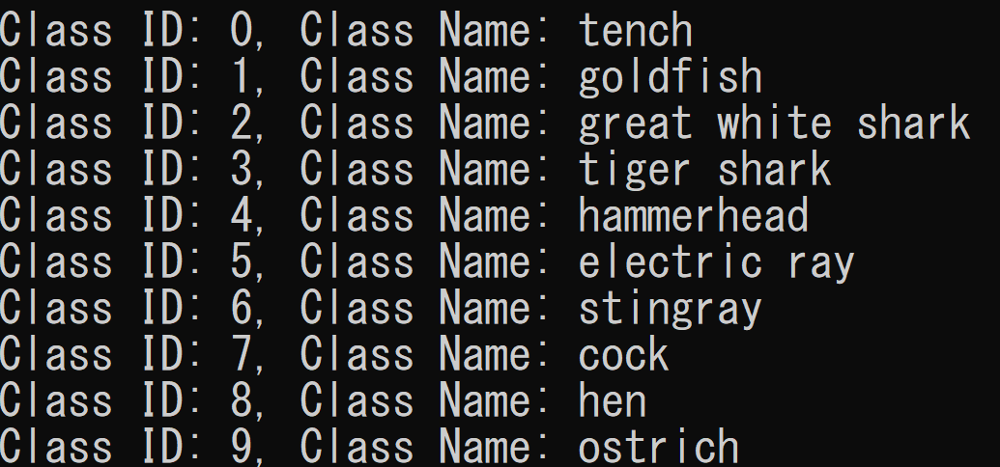 Class ID: 0, Class Name: tench
Class ID: 1, Class Name: goldfish
Class ID: 2, Class Name: great white shark
Class ID: 3, Class Name: tiger shark
Class ID: 4, Class Name: hammerhead
Class ID: 5, Class Name: electric ray
Class ID: 6, Class Name: stingray
Class ID: 7, Class Name: cock
Class ID: 8, Class Name: hen
Class ID: 9, Class Name: ostrich